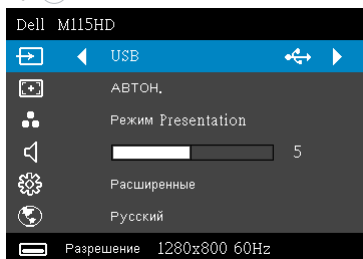 Dell M115HD
USB
АВТОН.
Режим Presentation
5
Расширенные
Русский
Разрешение 1280x800 60Hz